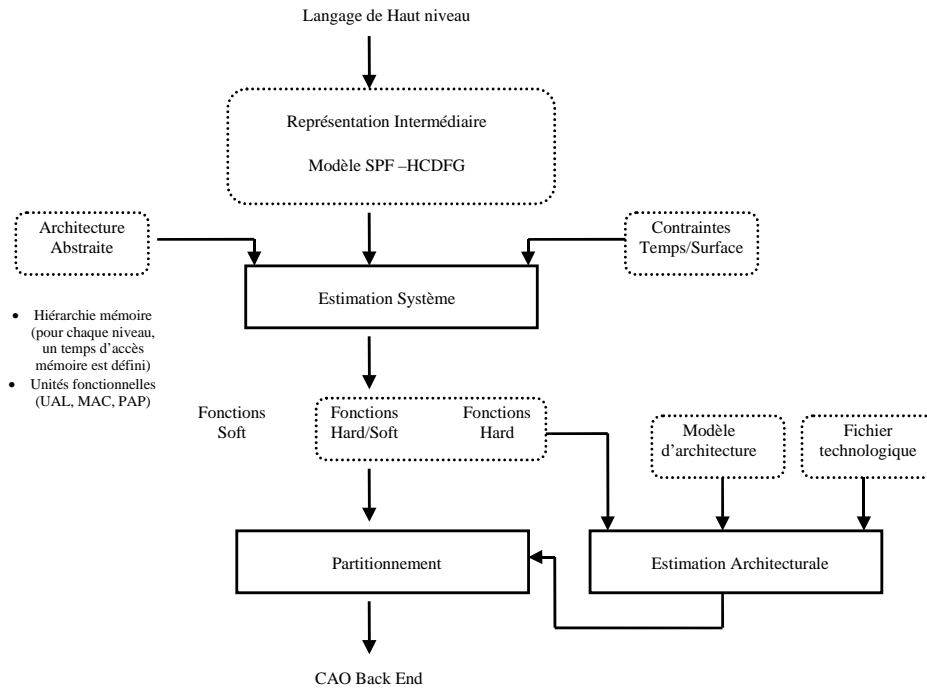 Langage de Haut niveau
Représentation Intermédiaire
Modèle SPF –HCDFG
Architecture
Abstraite
Contraintes
Temps/Surface
Estimation Système
• Hiérarchie mémoire
(pour chaque niveau,
un temps d'accès
mémoire est défini)
• Unités fonctionnelles
(UAL, MAC, PAP)
Fonctions
Soft
Fonctions
Hard/Soft
Fonctions
Hard
Modèle
d'architecture
Fichier
technologique
Partitionnement
Estimation Architecturale
CAO Back End